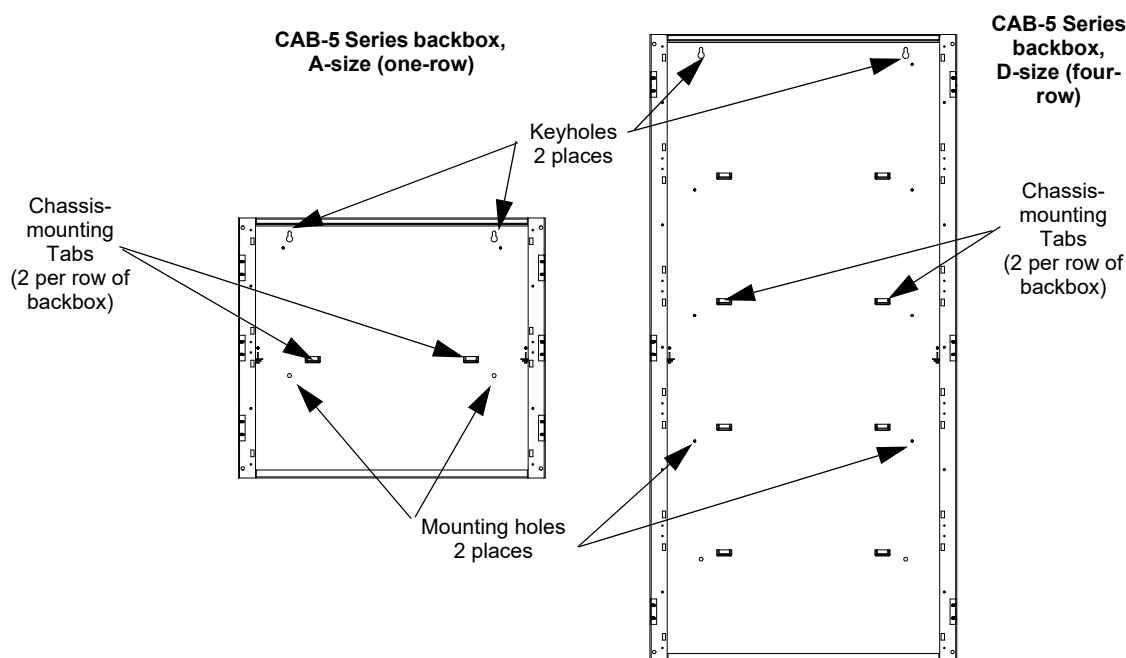 CAB-5 Series backbox,
A-size (one-row)
CAB-5 Series
backbox,
D-size (four-
row)
Keyholes
2 places
Chassis-
mounting
Tabs
(2 per row of
backbox)
Chassis-
mounting
Tabs
(2 per row of
backbox)
Mounting holes
2 places